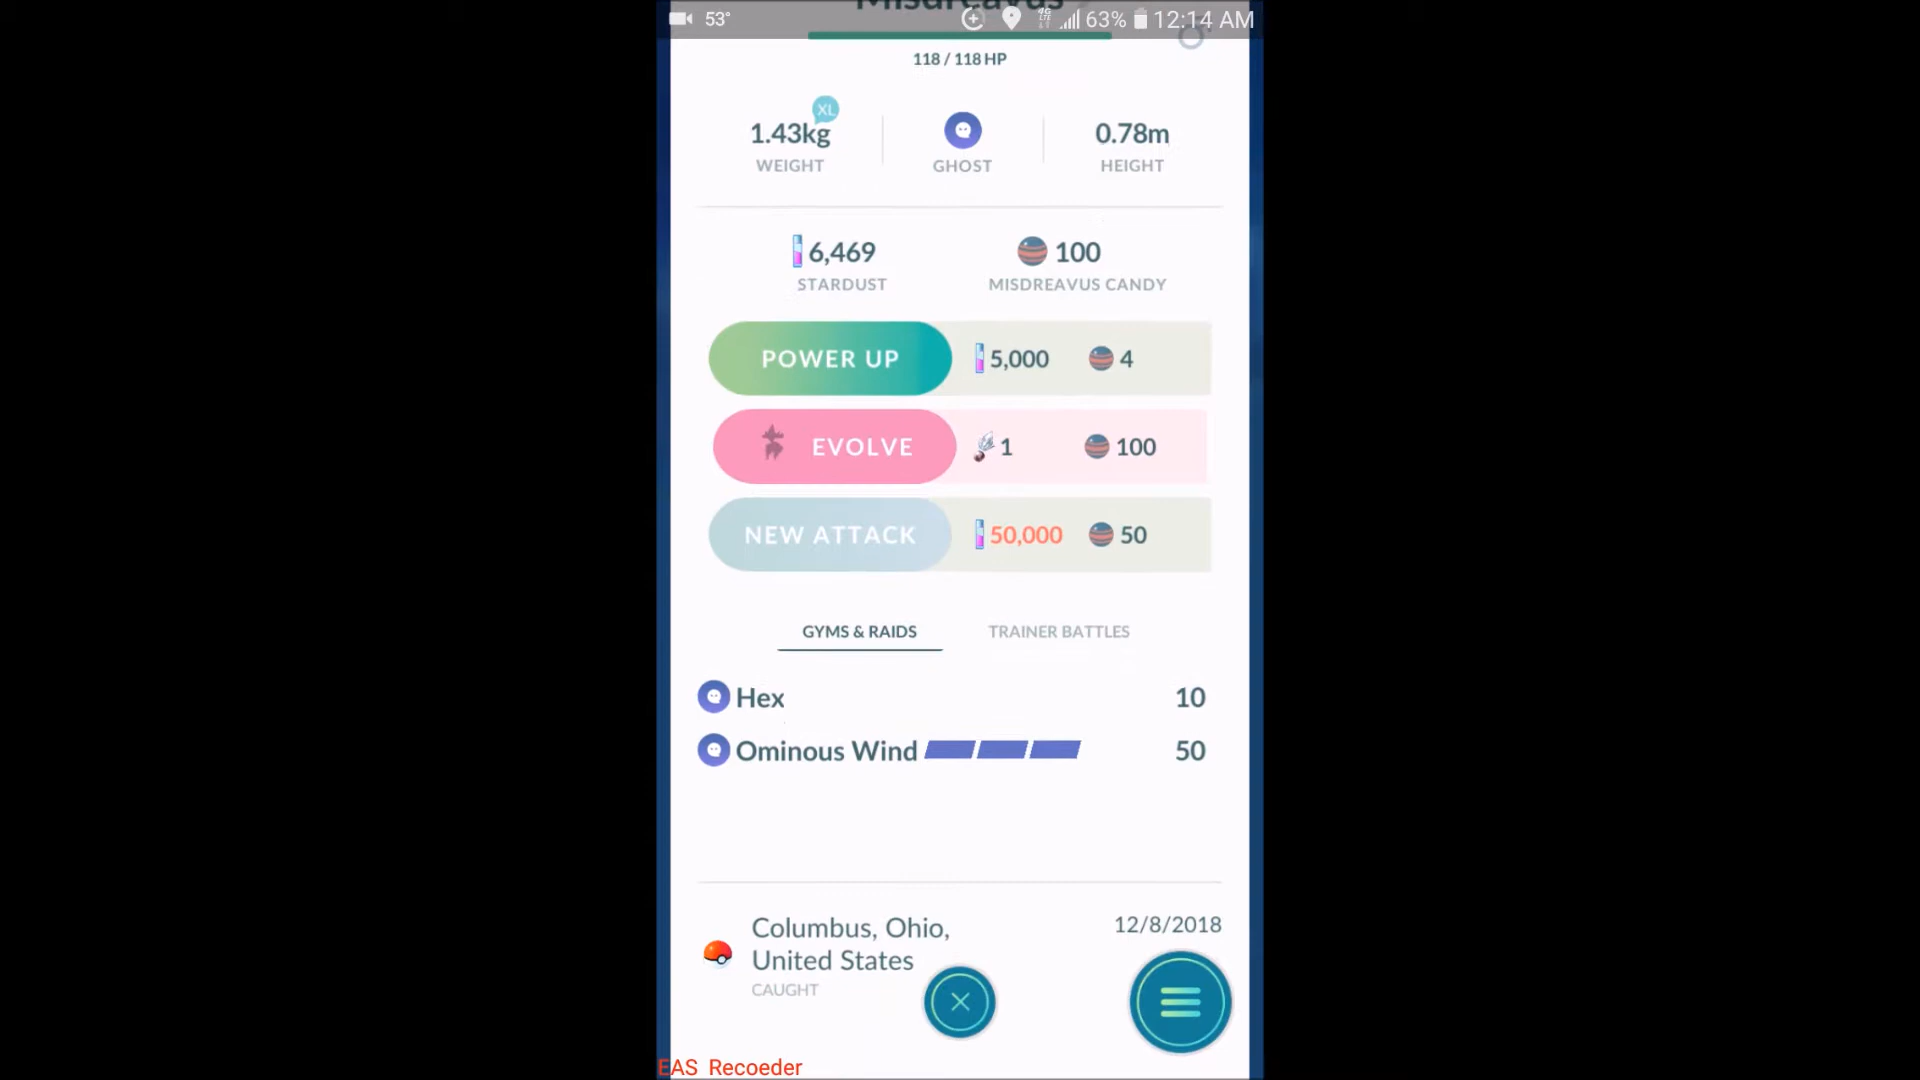 53° 63% 12:14 AM
Misdreavus
118 / 118 HP
XL
1.43kg 0.78m
WEIGHT GHOST HEIGHT
6,469 100
STARDUST MISDREAVUS CANDY
POWER UP 5,000 4
EVOLVE 1 100
NEW ATTACK 50,000 50
GYMS & RAIDS TRAINER BATTLES
Hex 10
Ominous Wind 50
Columbus, Ohio, 12/8/2018
United States
CAUGHT
EAS Recoeder